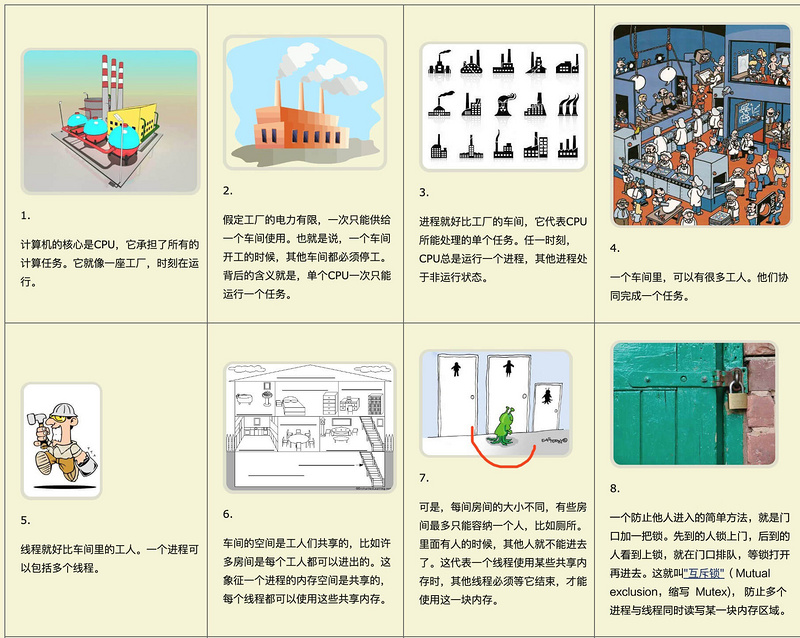 1.
计算机的核心是CPU，它承担了所有的
计算任务。它就像一座工厂，时刻在运
行。
2.
假定工厂的电力有限，一次只能供给
一个车间使用。也就是说，一个车间
开工的时候，其他车间都必须停工。
背后的含义就是，单个CPU一次只能
运行一个任务。
3.
进程就好比工厂的车间，它代表CPU
所能处理的单个任务。任一时刻，
CPU总是运行一个进程，其他进程处
于非运行状态。
4.
一个车间里，可以有很多工人。他们协
同完成一个任务。
5.
线程就好比车间里的工人。一个进程可
以包括多个线程。
6.
车间的空间是工人们共享的，比如许
多房间是每个工人都可以进出的。这
象征一个进程的内存空间是共享的，
每个线程都可以使用这些共享内存。
7.
可是，每间房间的大小不同，有些房
间最多只能容纳一个人，比如厕所。
里面有人的时候，其他人就不能进去
了。这代表一个线程使用某些共享内
存时，其他线程必须等它结束，才能
使用这一块内存。
8.
一个防止他人进入的简单方法，就是门
口加一把锁。先到的人锁上门，后到的
人看到上锁，就在门口排队，等锁打开
再进去。这就叫"互斥锁"（Mutual
exclusion，缩写 Mutex)， 防止多个
进程与线程同时读写某一块内存区域。